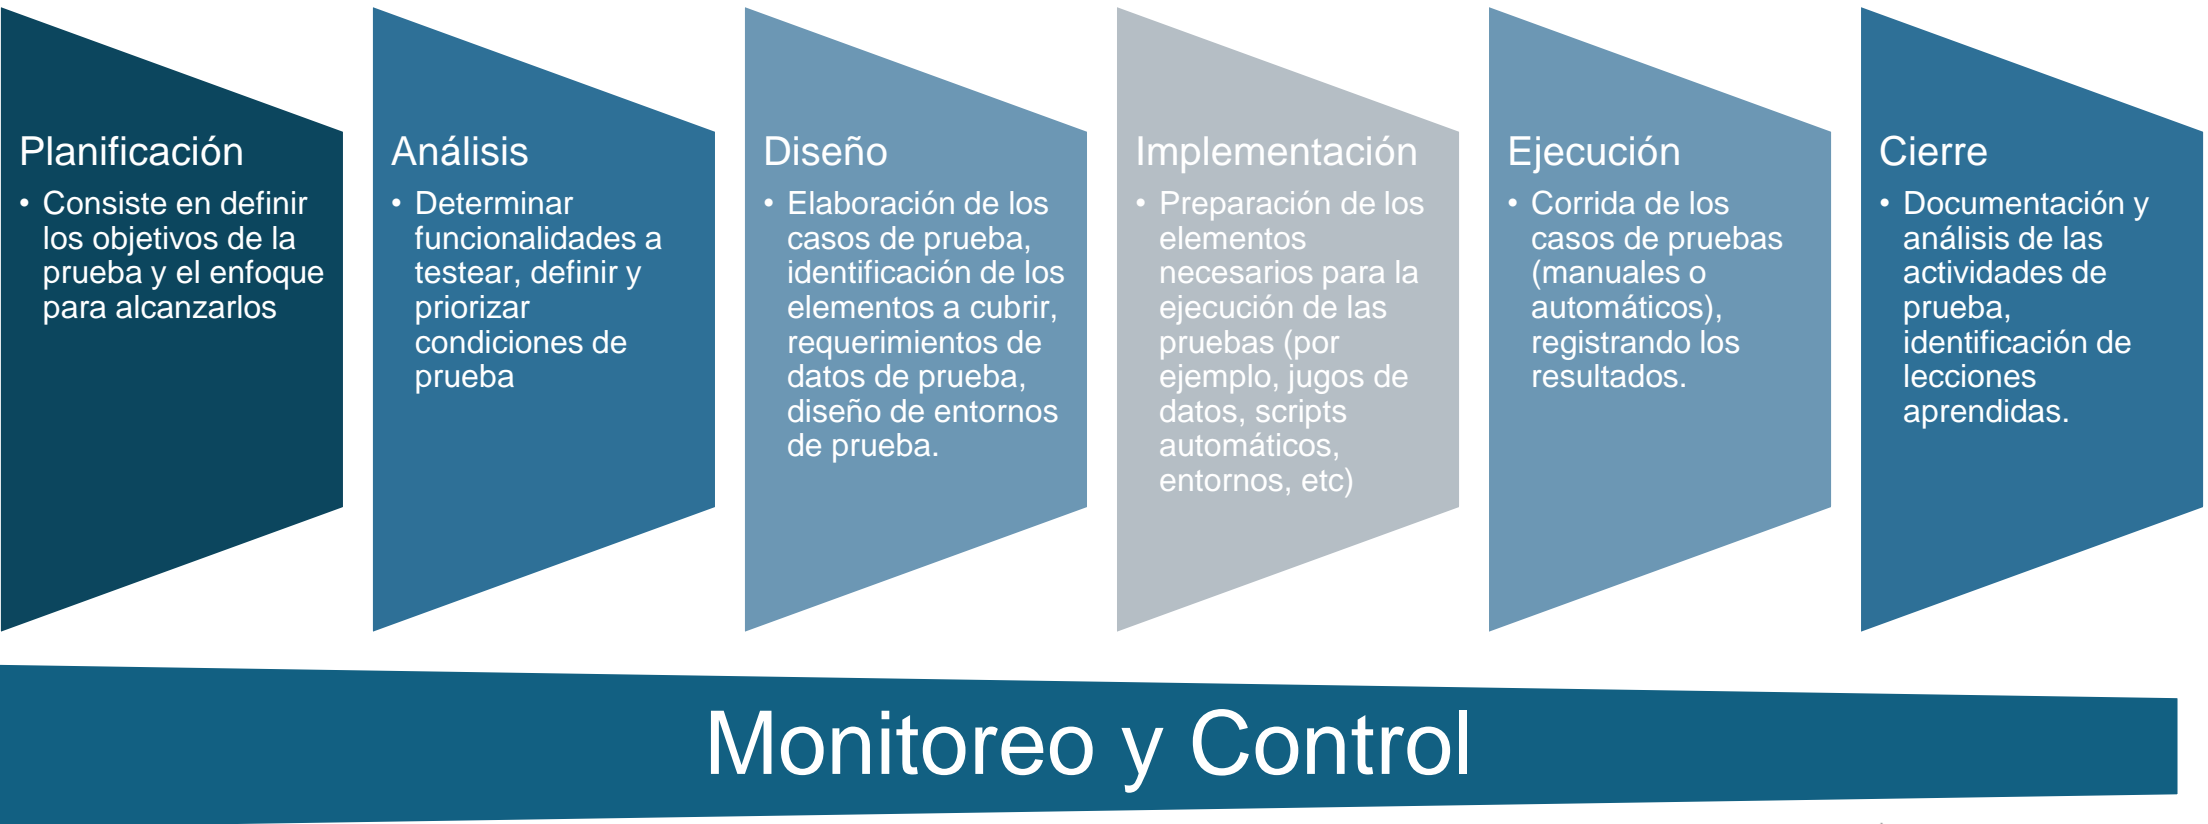 Planificación
• Consiste en definir
los objetivos de la
prueba y el enfoque
para alcanzarlos
Análisis
• Determinar
funcionalidades a
testear, definir y
priorizar
condiciones de
prueba
Diseño
• Elaboración de los
casos de prueba,
identificación de los
elementos a cubrir,
requerimientos de
datos de prueba,
diseño de entornos
de prueba.
Implementación
• Preparación de los
elementos
necesarios para la
ejecución de las
pruebas (por
ejemplo, jugos de
datos, scripts
automáticos,
entornos, etc)
Ejecución
• Corrida de los
casos de pruebas
(manuales o
automáticos),
registrando los
resultados.
Cierre
• Documentación y
análisis de las
actividades de
prueba,
identificación de
lecciones
aprendidas.
Monitoreo y Control